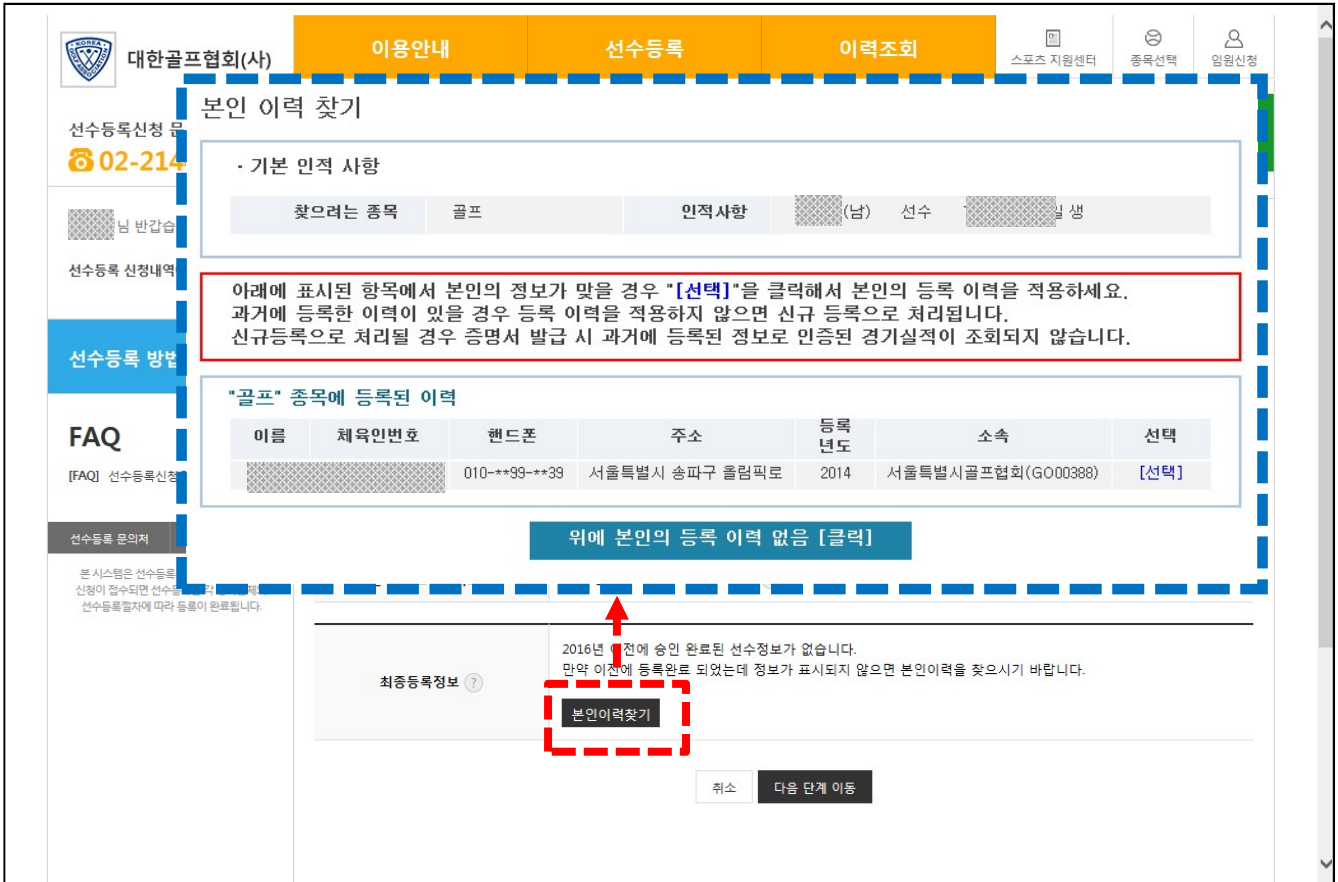 KOREA GOLF ASSOCIATION
대한골프협회(사)
이용안내
선수등록
이력조회
스포츠 지원센터
종목선택
임원신청
선수등록신청 문
☎ 02-214
님 반갑습
선수등록 신청내역
선수등록 방법
FAQ
[FAQ] 선수등록신청
선수등록 문의처
본 시스템은 선수등록
신청이 접수되면 선수등
선수등록절차에 따라 등록이 완료됩니다.
본인 이력 찾기
· 기본 인적 사항
찾으려는 종목 골프 인적사항 (남) 선수 일 생
아래에 표시된 항목에서 본인의 정보가 맞을 경우 "[선택]"을 클릭해서 본인의 등록 이력을 적용하세요.
과거에 등록한 이력이 있을 경우 등록 이력을 적용하지 않으면 신규 등록으로 처리됩니다.
신규등록으로 처리될 경우 증명서 발급 시 과거에 등록된 정보로 인증된 경기실적이 조회되지 않습니다.
"골프" 종목에 등록된 이력
이름 체육인번호 핸드폰 주소 등록 년도 소속 선택
010-**99-**39 서울특별시 송파구 올림픽로 2014 서울특별시골프협회(GO00388) [선택]
위에 본인의 등록 이력 없음 [클릭]
최종등록정보 ?
2016년 이전에 승인 완료된 선수정보가 없습니다.
만약 이전에 등록완료 되었는데 정보가 표시되지 않으면 본인이력을 찾으시기 바랍니다.
본인이력찾기
취소
다음 단계 이동